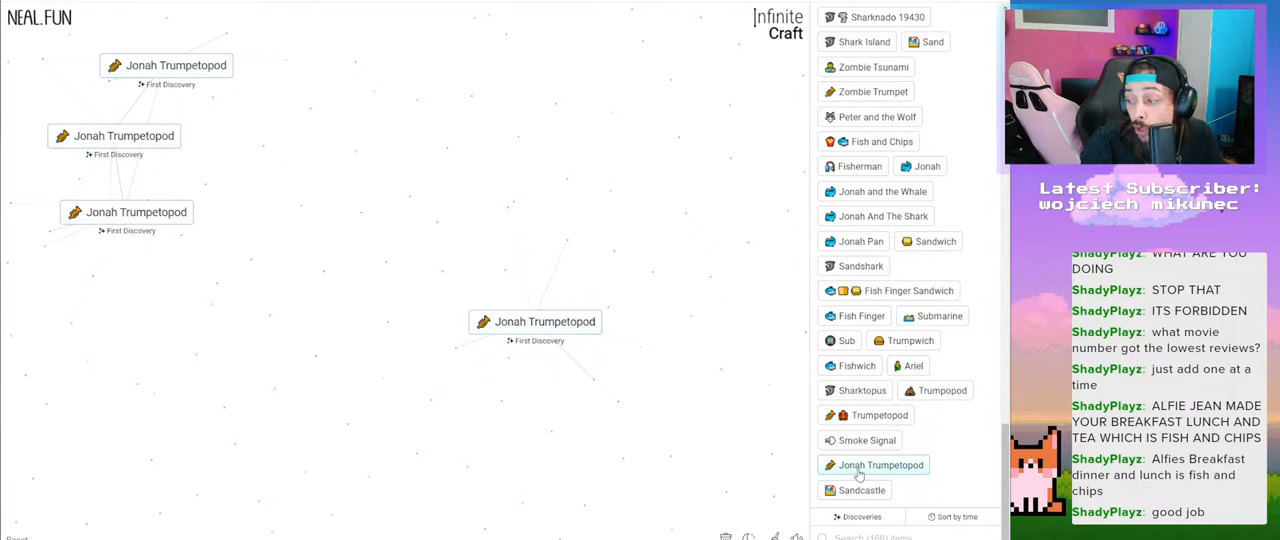 NEAL.FUN
Infinite
Craft
Jonah Trumpetopod
First Discovery
Jonah Trumpetopod
First Discovery
Jonah Trumpetopod
First Discovery
Jonah Trumpetopod
First Discovery
Sharknado 19430
Shark Island Sand
Zombie Tsunami
Zombie Trumpet
Peter and the Wolf
Fish and Chips
Fisherman Jonah
Jonah and the Whale
Jonah And The Shark
Jonah Pan Sandwich
Sandshark
Fish Finger Sandwich
Fish Finger Submarine
Sub Trumpwich
Fishwich Ariel
Sharktopus Trumpopod
Trumpetopod
Smoke Signal
Jonah Trumpetopod
Sandcastle
Discoveries Sort by time
Search (168) items
Reset
Latest Subscriber:
wojciech mikunec
ShadyPlayz: WHAT ARE YOU
DOING
ShadyPlayz: STOP THAT
ShadyPlayz: ITS FORBIDDEN
ShadyPlayz: what movie
number got the lowest reviews?
ShadyPlayz: just add one at a
time
ShadyPlayz: ALFIE JEAN MADE
YOUR BREAKFAST LUNCH AND
TEA WHICH IS FISH AND CHIPS
ShadyPlayz: Alfies Breakfast
dinner and lunch is fish and
chips
ShadyPlayz: good job